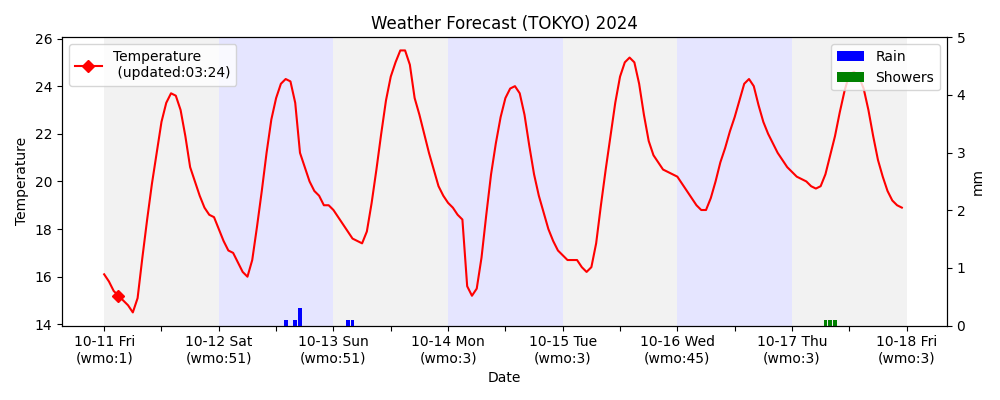 Weather Forecast (TOKYO) 2024
Temperature
(updated:03:24)
Rain
Showers
26
24
22
20
18
16
14
Temperature
5
4
3
2
1
0
mm
10-11 Fri
(wmo:1)
10-12 Sat
(wmo:51)
10-13 Sun
(wmo:51)
10-14 Mon
(wmo:3)
10-15 Tue
(wmo:3)
10-16 Wed
(wmo:45)
10-17 Thu
(wmo:3)
10-18 Fri
(wmo:3)
Date